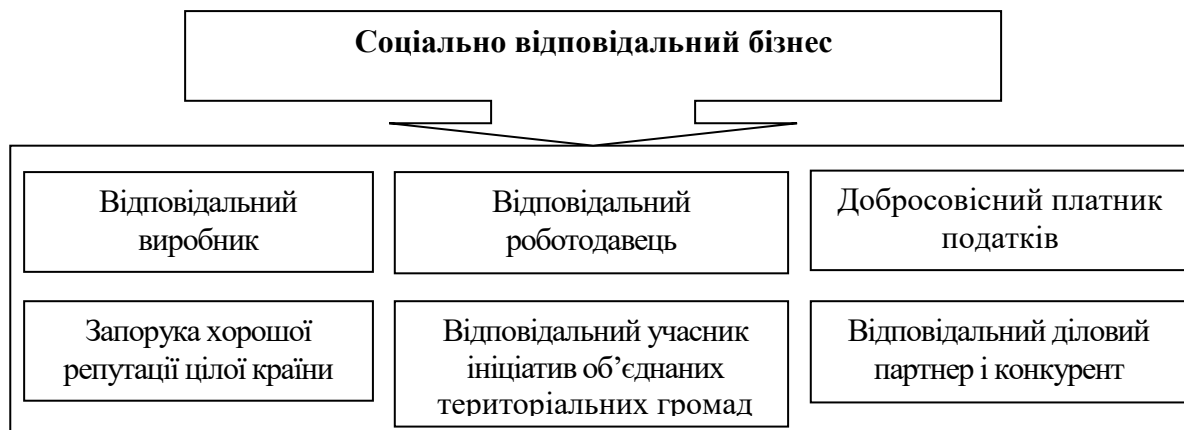 Соціально відповідальний бізнес
Відповідальний
виробник
Відповідальний
роботодавець
Добросовісний платник
податків
Запорука хорошої
репутації цілої країни
Відповідальний учасник
ініціатив об’єднаних
територіальних громад
Відповідальний діловий
партнер і конкурент